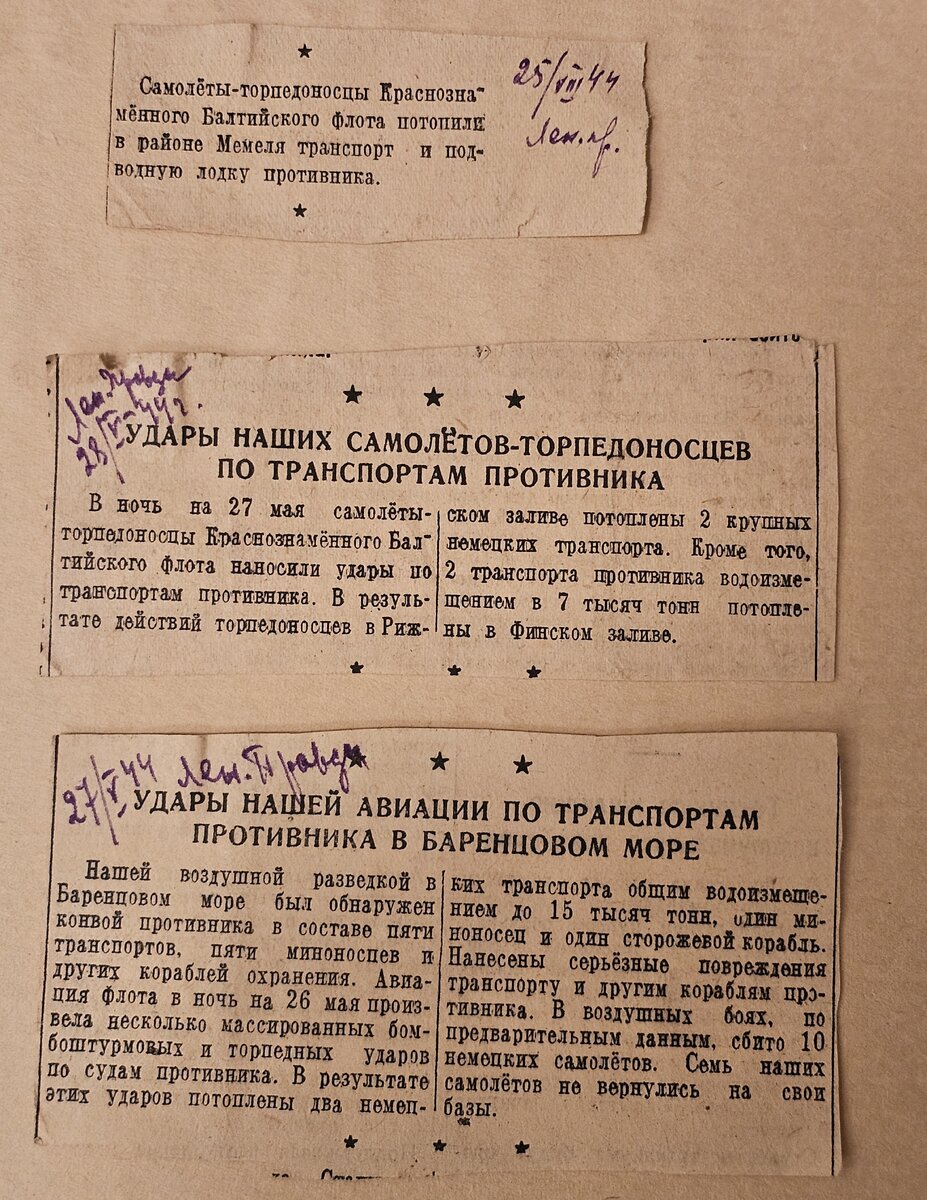 ★
Самолёты-торпедоносцы Краснозна-
мённого Балтийского флота потопили
в районе Мемеля транспорт и под-
водную лодку противника.
★
25/VIII 44
Лен. пр.
★ ★ ★
Лен. Правда
28/V-44г.
УДАРЫ НАШИХ САМОЛЁТОВ-ТОРПЕДОНОСЦЕВ
ПО ТРАНСПОРТАМ ПРОТИВНИКА
В ночь на 27 мая самолёты-
торпедоносцы Краснознамённого Бал-
тийского флота наносили удары по
транспортам противника. В резуль-
тате действий торпедоносцев в Риж-
ском заливе потоплены 2 крупных
немецких транспорта. Кроме того,
2 транспорта противника водоизме-
щением в 7 тысяч тонн потопле-
ны в Финском заливе.
★ ★ ★
27/V 44 Лен. Правда
★ ★ ★
УДАРЫ НАШЕЙ АВИАЦИИ ПО ТРАНСПОРТАМ
ПРОТИВНИКА В БАРЕНЦОВОМ МОРЕ
Нашей воздушной разведкой в
Баренцовом море был обнаружен
конвой противника в составе пяти
транспортов, пяти миноносцев и
других кораблей охранения. Авиа-
ция флота в ночь на 26 мая произ-
вела несколько массированных бом-
боштурмовых и торпедных ударов
по судам противника. В результате
этих ударов потоплены два немец-
ких транспорта общим водоизмеще-
нием до 15 тысяч тонн, один ми-
ноносец и один сторожевой корабль.
Нанесены серьёзные повреждения
транспорту и другим кораблям про-
тивника. В воздушных боях, по
предварительным данным, сбито 10
немецких самолётов. Семь наших
самолётов не вернулись на свои
базы.
★ ★ ★